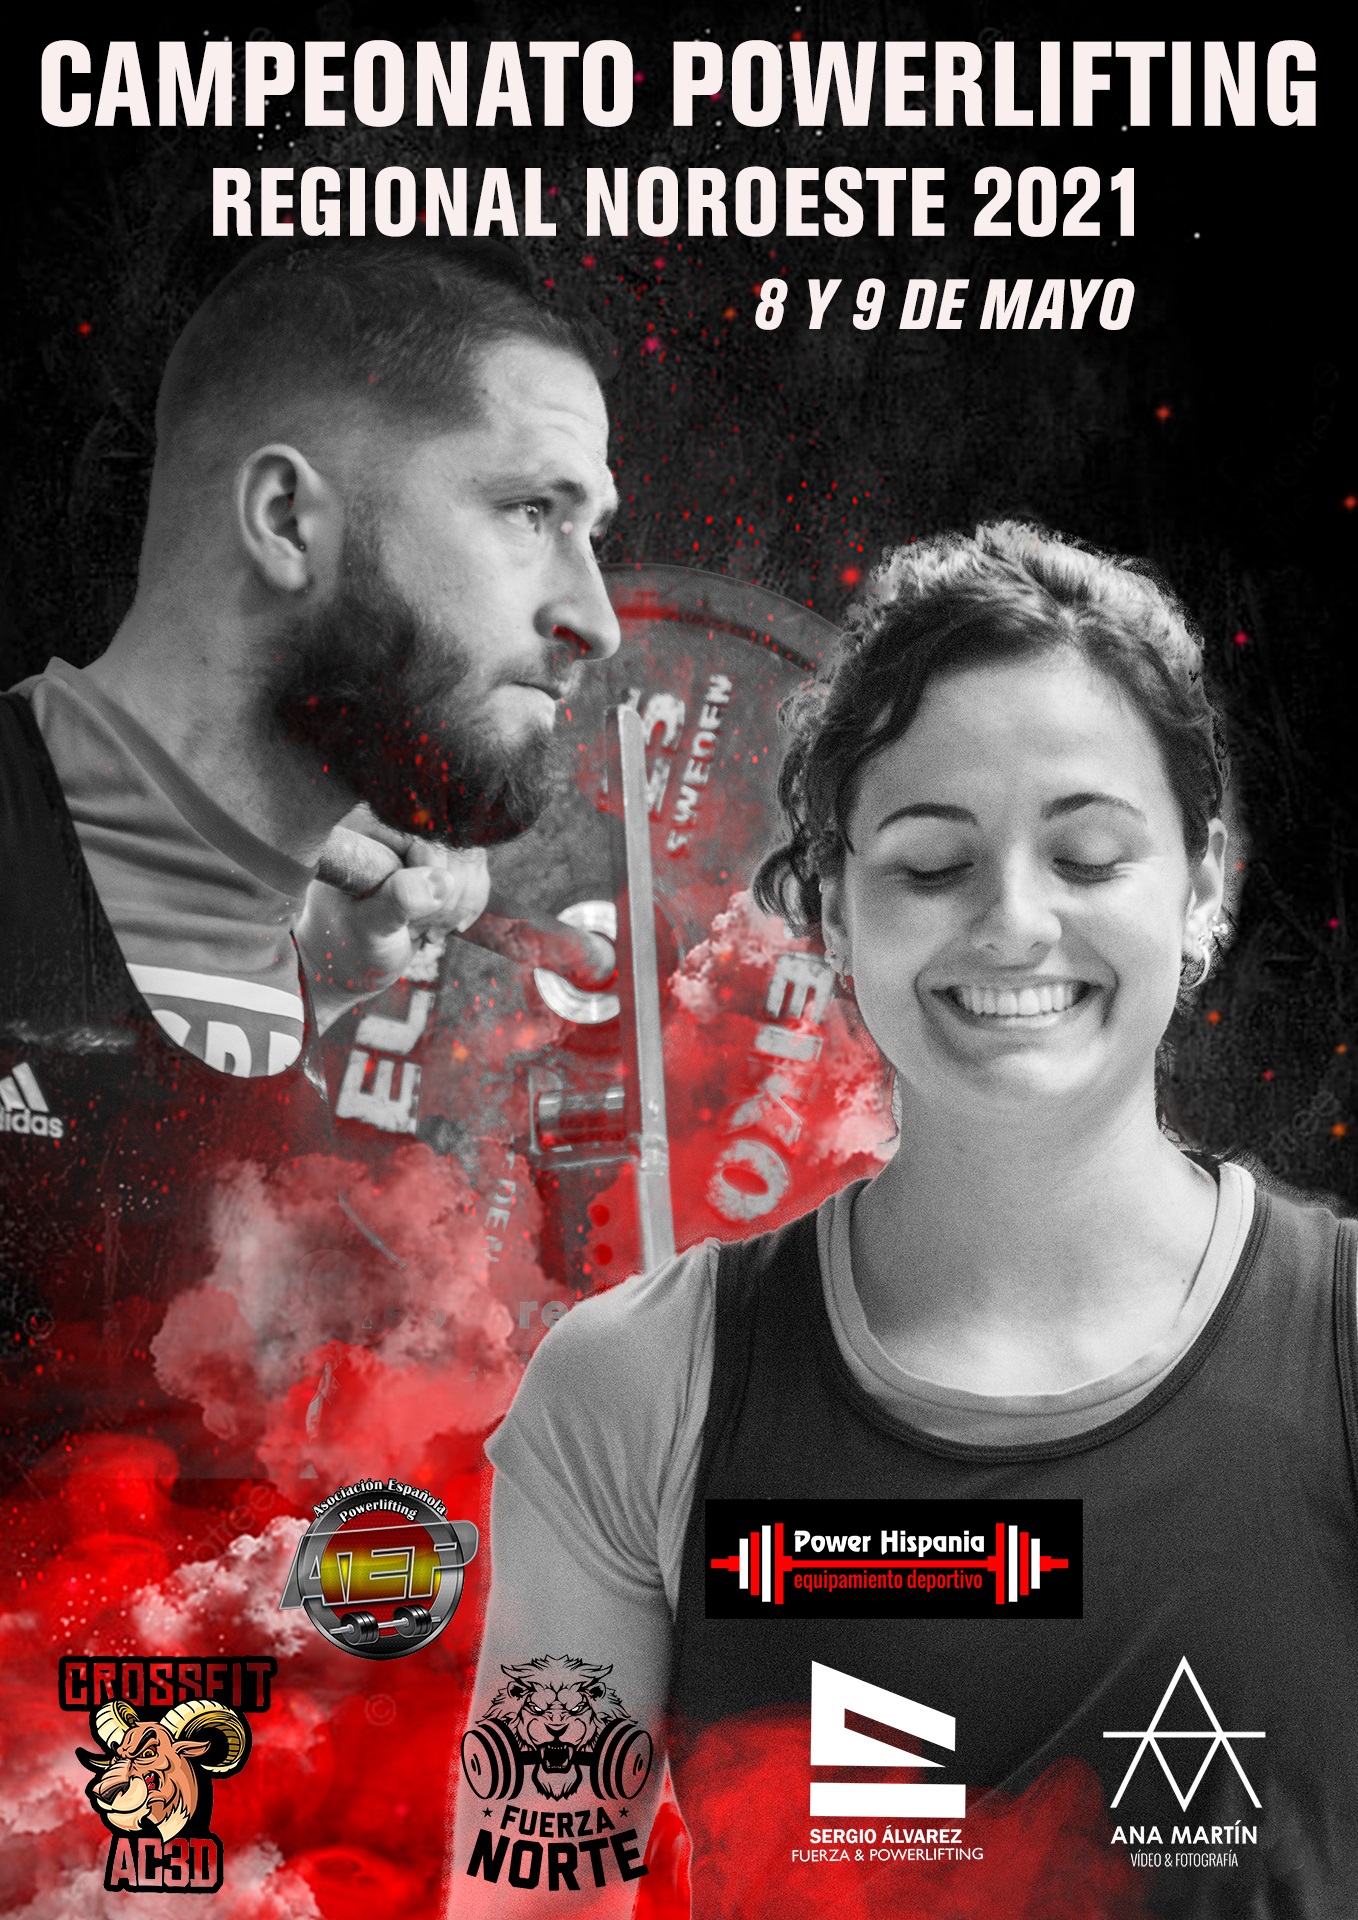 CAMPEONATO POWERLIFTING
REGIONAL NOROESTE 2021
8 Y 9 DE MAYO
SWEDEN
ELEIKO
Asociación Española
Powerlifting
AEP
Power Hispania
equipamiento deportivo
CROSSFIT
AC3D
FUERZA
NORTE
SERGIO ÁLVAREZ
FUERZA & POWERLIFTING
ANA MARTÍN
VÍDEO & FOTOGRAFÍA